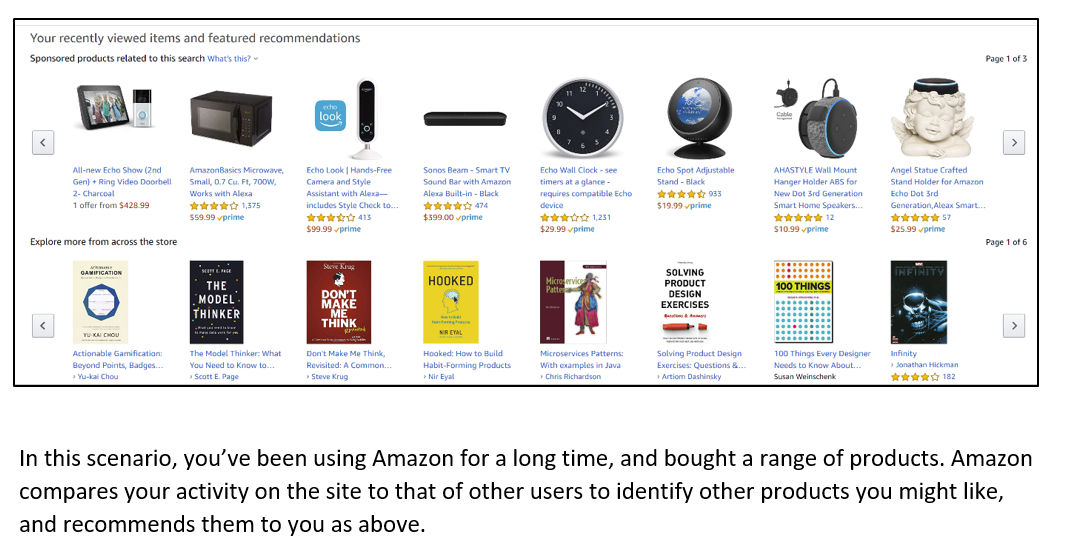 Your recently viewed items and featured recommendations
Sponsored products related to this search What's this?
Page 1 of 3
echo
look
Cable
All-new Echo Show (2nd
Gen) + Ring Video Doorbell
2- Charcoal
1 offer from $428.99
AmazonBasics Microwave,
Small, 0.7 Cu. Ft, 700W,
Works with Alexa
1,375
$59.99 prime
Echo Look | Hands-Free
Camera and Style
Assistant with Alexa—
includes Style Check to...
413
$99.99 prime
Sonos Beam - Smart TV
Sound Bar with Amazon
Alexa Built-in - Black
474
$399.00 prime
Echo Wall Clock - see
timers at a glance -
requires compatible Echo
device
1,231
$29.99 prime
Echo Spot Adjustable
Stand - Black
933
$19.99 prime
AHASTYLE Wall Mount
Hanger Holder ABS for
New Dot 3rd Generation
Smart Home Speakers...
12
$10.99 prime
Angel Statue Crafted
Stand Holder for Amazon
Echo Dot 3rd
Generation,Aleax Smart...
57
$25.99 prime
Explore more from across the store
Page 1 of 6
ACTIONABLE
GAMIFICATION
YU-KAI CHOU
SCOTT E. PAGE
THE
MODEL
THINKER
Steve Krug
DON'T
MAKE
ME
THINK
HOOKED
NIR EYAL
Microservices
Patterns
SOLVING
PRODUCT
DESIGN
EXERCISES
Questions & Answers
100 THINGS
INFINITY
Actionable Gamification:
Beyond Points, Badges...
› Yu-kai Chou
The Model Thinker: What
You Need to Know to...
› Scott E. Page
Don't Make Me Think,
Revisited: A Common...
› Steve Krug
Hooked: How to Build
Habit-Forming Products
› Nir Eyal
Microservices Patterns:
With examples in Java
› Chris Richardson
Solving Product Design
Exercises: Questions &...
› Artiom Dashinsky
100 Things Every Designer
Needs to Know About...
Susan Weinschenk
Infinity
› Jonathan Hickman
182
In this scenario, you've been using Amazon for a long time, and bought a range of products. Amazon
compares your activity on the site to that of other users to identify other products you might like,
and recommends them to you as above.